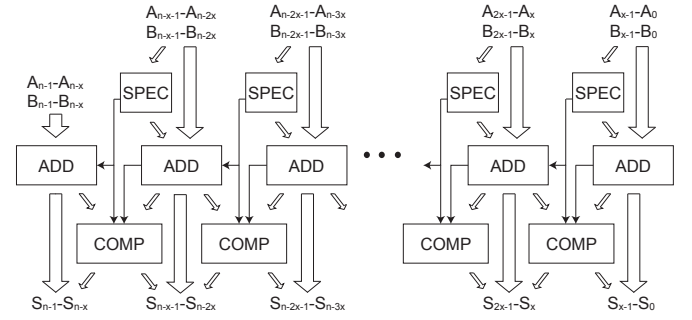 Aₙ₋ₓ₋₁-Aₙ₋₂ₓ Aₙ₋₂ₓ₋₁-Aₙ₋₃ₓ A₂ₓ₋₁-Aₓ Aₓ₋₁-A₀
Bₙ₋ₓ₋₁-Bₙ₋₂ₓ Bₙ₋₂ₓ₋₁-Bₙ₋₃ₓ B₂ₓ₋₁-Bₓ Bₓ₋₁-B₀
Aₙ₋₁-Aₙ₋ₓ
Bₙ₋₁-Bₙ₋ₓ
SPEC SPEC SPEC SPEC
ADD ADD ADD • • • ADD ADD
COMP COMP COMP COMP
Sₙ₋₁-Sₙ₋ₓ Sₙ₋ₓ₋₁-Sₙ₋₂ₓ Sₙ₋₂ₓ₋₁-Sₙ₋₃ₓ S₂ₓ₋₁-Sₓ Sₓ₋₁-S₀